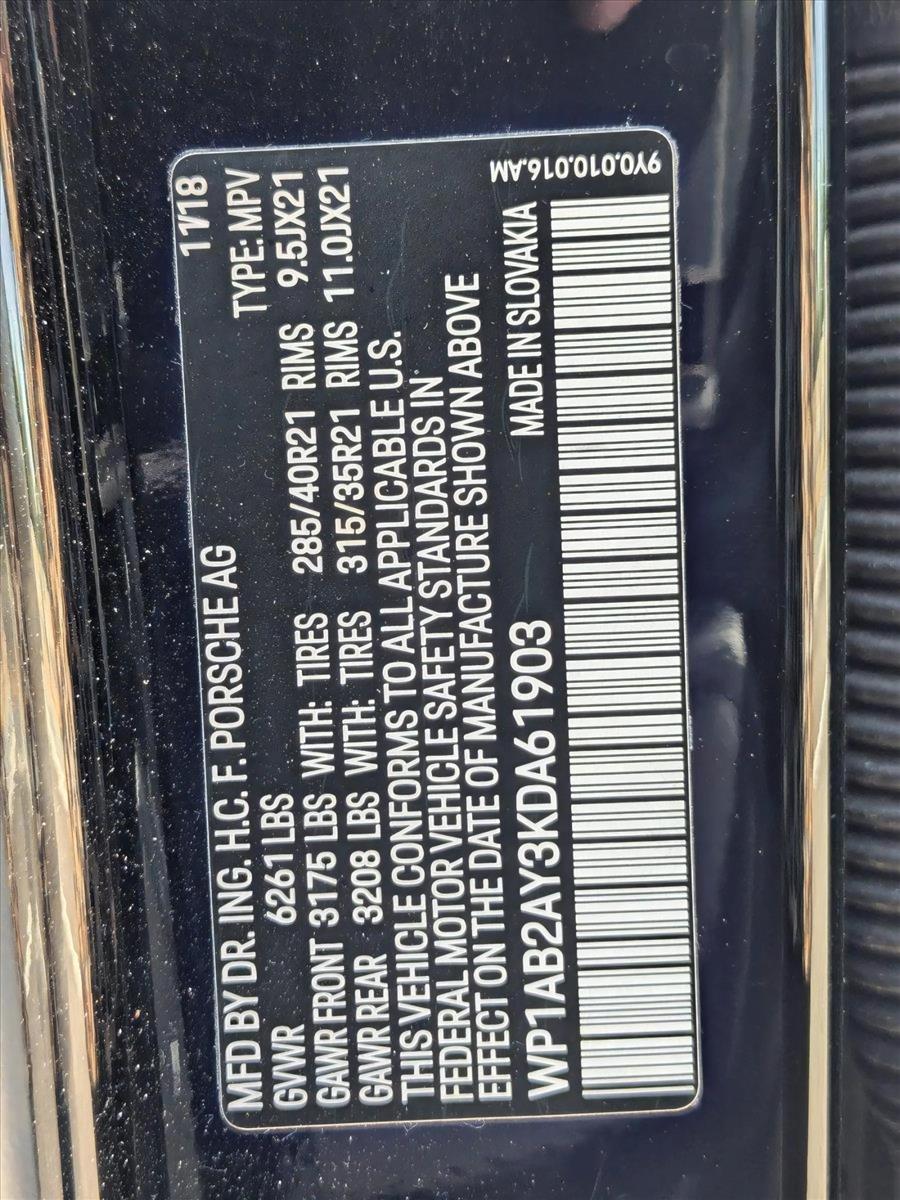 MFD BY DR. ING. H.C. F. PORSCHE AG 11/18
GVWR 6261 LBS TYPE: MPV
GAWR FRONT 3175 LBS WITH: TIRES 285/40R21 RIMS 9.5JX21
GAWR REAR 3208 LBS WITH: TIRES 315/35R21 RIMS 11.0JX21
THIS VEHICLE CONFORMS TO ALL APPLICABLE U.S.
FEDERAL MOTOR VEHICLE SAFETY STANDARDS IN
EFFECT ON THE DATE OF MANUFACTURE SHOWN ABOVE
WP1AB2AY3KDA61903 MADE IN SLOVAKIA
9Y0.010.016.AM